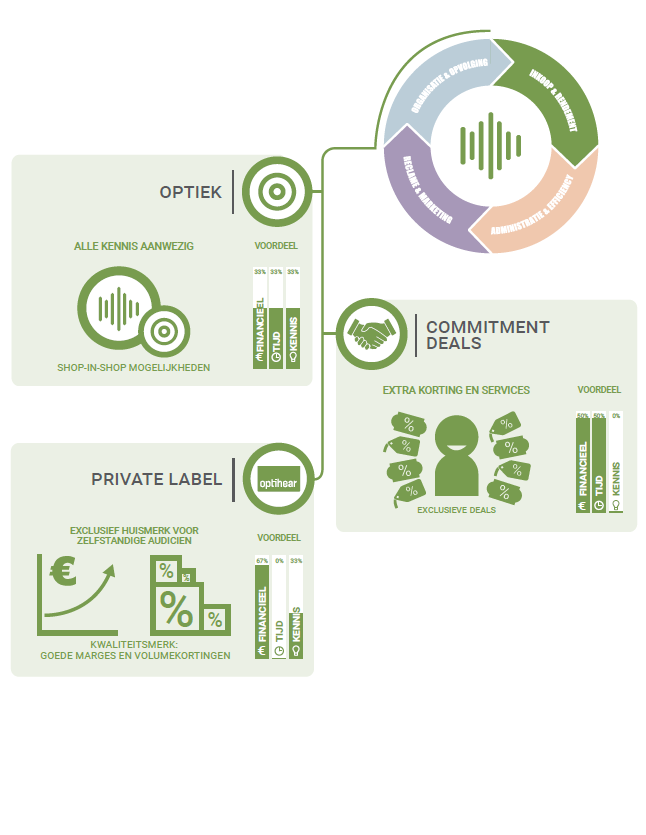 ORGANISATIE & OPVOLGING
INKOOP & RENDEMENT
RECLAME & MARKETING
ADMINISTRATIE & EFFICIENCY
OPTIEK
ALLE KENNIS AANWEZIG
VOORDEEL
33% 33% 33%
€ FINANCIEEL
TIJD
KENNIS
SHOP-IN-SHOP MOGELIJKHEDEN
COMMITMENT
DEALS
EXTRA KORTING EN SERVICES
VOORDEEL
50% 50% 0%
€ FINANCIEEL
TIJD
KENNIS
% %
% %
% %
% %
EXCLUSIEVE DEALS
PRIVATE LABEL
optihear
EXCLUSIEF HUISMERK VOOR
ZELFSTANDIGE AUDICIEN
VOORDEEL
67% 0% 33%
€ FINANCIEEL
TIJD
KENNIS
€
%
%
%
%
KWALITEITSMERK:
GOEDE MARGES EN VOLUMEKORTINGEN